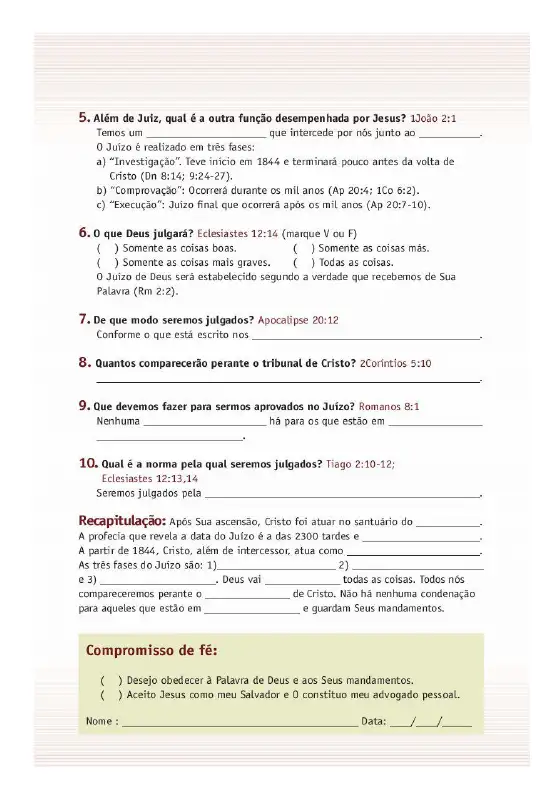 5. Além de Juiz, qual é a outra função desempenhada por Jesus? 1João 2:1
Temos um ______________________ que intercede por nós junto ao ___________.
O Juízo é realizado em três fases:
a) “Investigação”. Teve inicio em 1844 e terminará pouco antes da volta de
Cristo (Dn 8:14; 9:24-27).
b) “Comprovação”: Ocorrerá durante os mil anos (Ap 20:4; 1Co 6:2).
c) “Execução”: Juízo final que ocorrerá após os mil anos (Ap 20:7-10).
6. O que Deus julgará? Eclesiastes 12:14 (marque V ou F)
( ) Somente as coisas boas. ( ) Somente as coisas más.
( ) Somente as coisas mais graves. ( ) Todas as coisas.
O Juízo de Deus será estabelecido segundo a verdade que recebemos de Sua
Palavra (Rm 2:2).
7. De que modo seremos julgados? Apocalipse 20:12
Conforme o que está escrito nos __________________________________________.
8. Quantos comparecerão perante o tribunal de Cristo? 2Coríntios 5:10
______________________________________________________________________.
9. Que devemos fazer para sermos aprovados no Juízo? Romanos 8:1
Nenhuma ______________________ há para os que estão em _________________
___________________________.
10. Qual é a norma pela qual seremos julgados? Tiago 2:10-12;
Eclesiastes 12:13,14
Seremos julgados pela __________________________________________________.
Recapitulação: Após Sua ascensão, Cristo foi atuar no santuário do ___________.
A profecia que revela a data do Juízo é a das 2300 tardes e _____________________.
A partir de 1844, Cristo, além de intercessor, atua como ________________________.
As três fases do Juízo são: 1)_____________________ 2) ________________________
e 3) _____________________. Deus vai _____________ todas as coisas. Todos nós
compareceremos perante o _______________ de Cristo. Não há nenhuma condenação
para aqueles que estão em _________________ e guardam Seus mandamentos.
Compromisso de fé:
( ) Desejo obedecer à Palavra de Deus e aos Seus mandamentos.
( ) Aceito Jesus como meu Salvador e O constituo meu advogado pessoal.
Nome : ___________________________________________ Data: ____/____/______